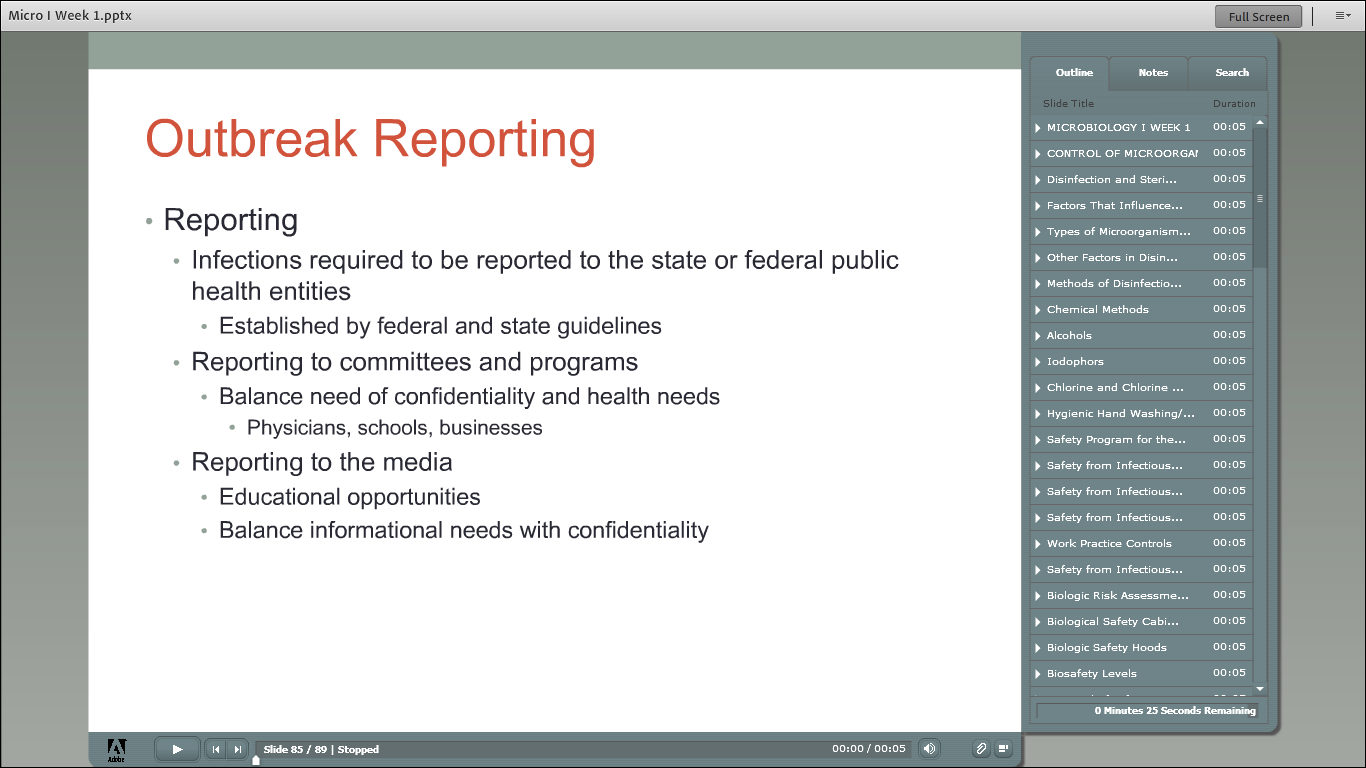 Micro I Week 1.pptx
Full Screen
Outbreak Reporting
• Reporting
• Infections required to be reported to the state or federal public
health entities
• Established by federal and state guidelines
• Reporting to committees and programs
• Balance need of confidentiality and health needs
• Physicians, schools, businesses
• Reporting to the media
• Educational opportunities
• Balance informational needs with confidentiality
Outline Notes Search
Slide Title Duration
MICROBIOLOGY I WEEK 1 00:05
CONTROL OF MICROORGAN 00:05
Disinfection and Steri... 00:05
Factors That Influence... 00:05
Types of Microorganism... 00:05
Other Factors in Disin... 00:05
Methods of Disinfectio... 00:05
Chemical Methods 00:05
Alcohols 00:05
Iodophors 00:05
Chlorine and Chlorine ... 00:05
Hygienic Hand Washing/... 00:05
Safety Program for the... 00:05
Safety from Infectious... 00:05
Safety from Infectious... 00:05
Safety from Infectious... 00:05
Work Practice Controls 00:05
Safety from Infectious... 00:05
Biologic Risk Assessme... 00:05
Biological Safety Cabi... 00:05
Biologic Safety Hoods 00:05
Biosafety Levels 00:05
0 Minutes 25 Seconds Remaining
Adobe
Slide 85 / 89 | Stopped 00:00 / 00:05